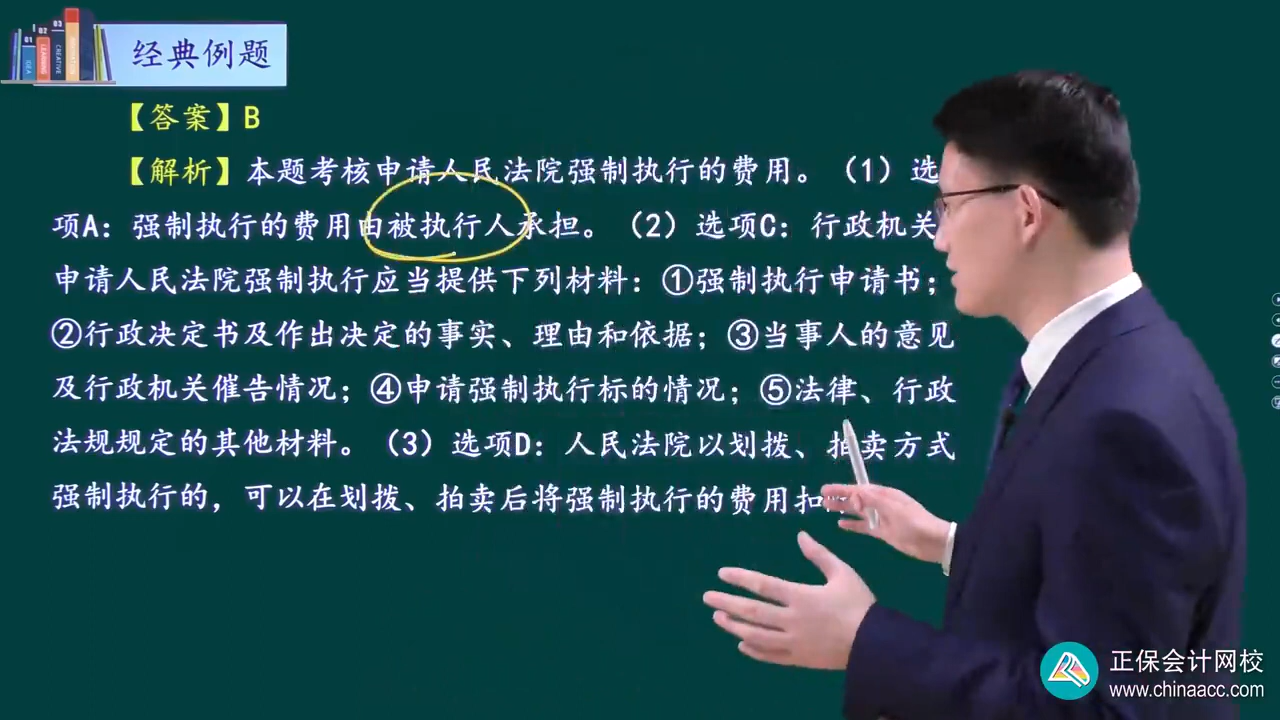 经典例题
【答案】B
【解析】本题考核申请人民法院强制执行的费用。（1）选
项A：强制执行的费用由被执行人承担。（2）选项C：行政机关
申请人民法院强制执行应当提供下列材料：①强制执行申请书；
②行政决定书及作出决定的事实、理由和依据；③当事人的意见
及行政机关催告情况；④申请强制执行标的情况；⑤法律、行政
法规规定的其他材料。（3）选项D：人民法院以划拨、拍卖方式
强制执行的，可以在划拨、拍卖后将强制执行的费用扣
正保会计网校
www.chinaacc.com